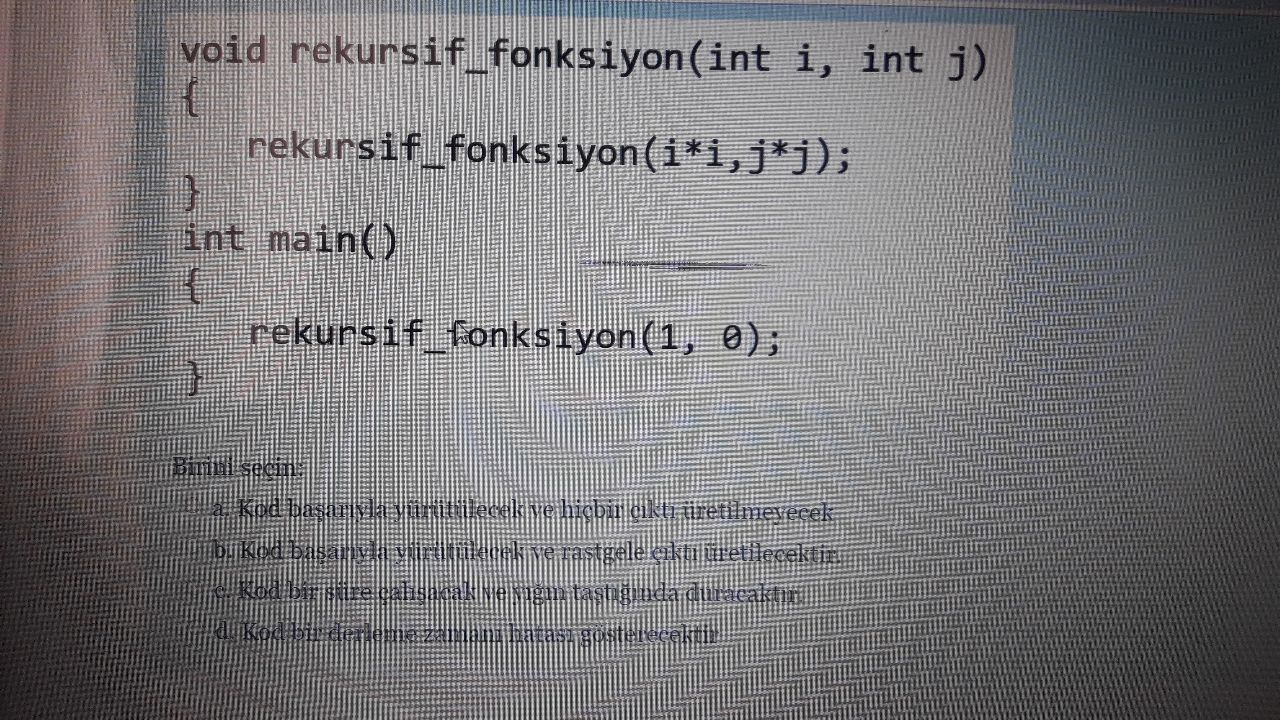 void rekursif_fonksiyon(int i, int j)
{
rekursif_fonksiyon(i*i,j*j);
}
int main()
{
rekursif_fonksiyon(1, 0);
}
Birini seçin:
a. Kod başarıyla yürütülecek ve hiçbir çıktı üretilmeyecek
b. Kod başarıyla yürütülecek ve rastgele çıktı üretilecektir.
c. Kod bir süre çalışacak ve yığın taştığında duracaktır.
d. Kod bir derleme zamanı hatası gösterecektir